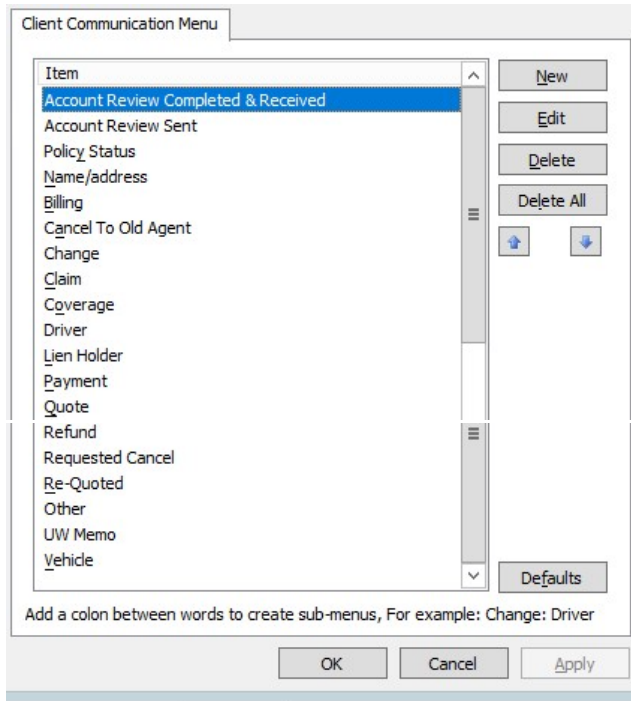 Client Communication Menu
Item
Account Review Completed & Received
Account Review Sent
Policy Status
Name/address
Billing
Cancel To Old Agent
Change
Claim
Coverage
Driver
Lien Holder
Payment
Quote
Refund
Requested Cancel
Re-Quoted
Other
UW Memo
Vehicle
New
Edit
Delete
Delete All
Defaults
Add a colon between words to create sub-menus, For example: Change: Driver
OK Cancel Apply